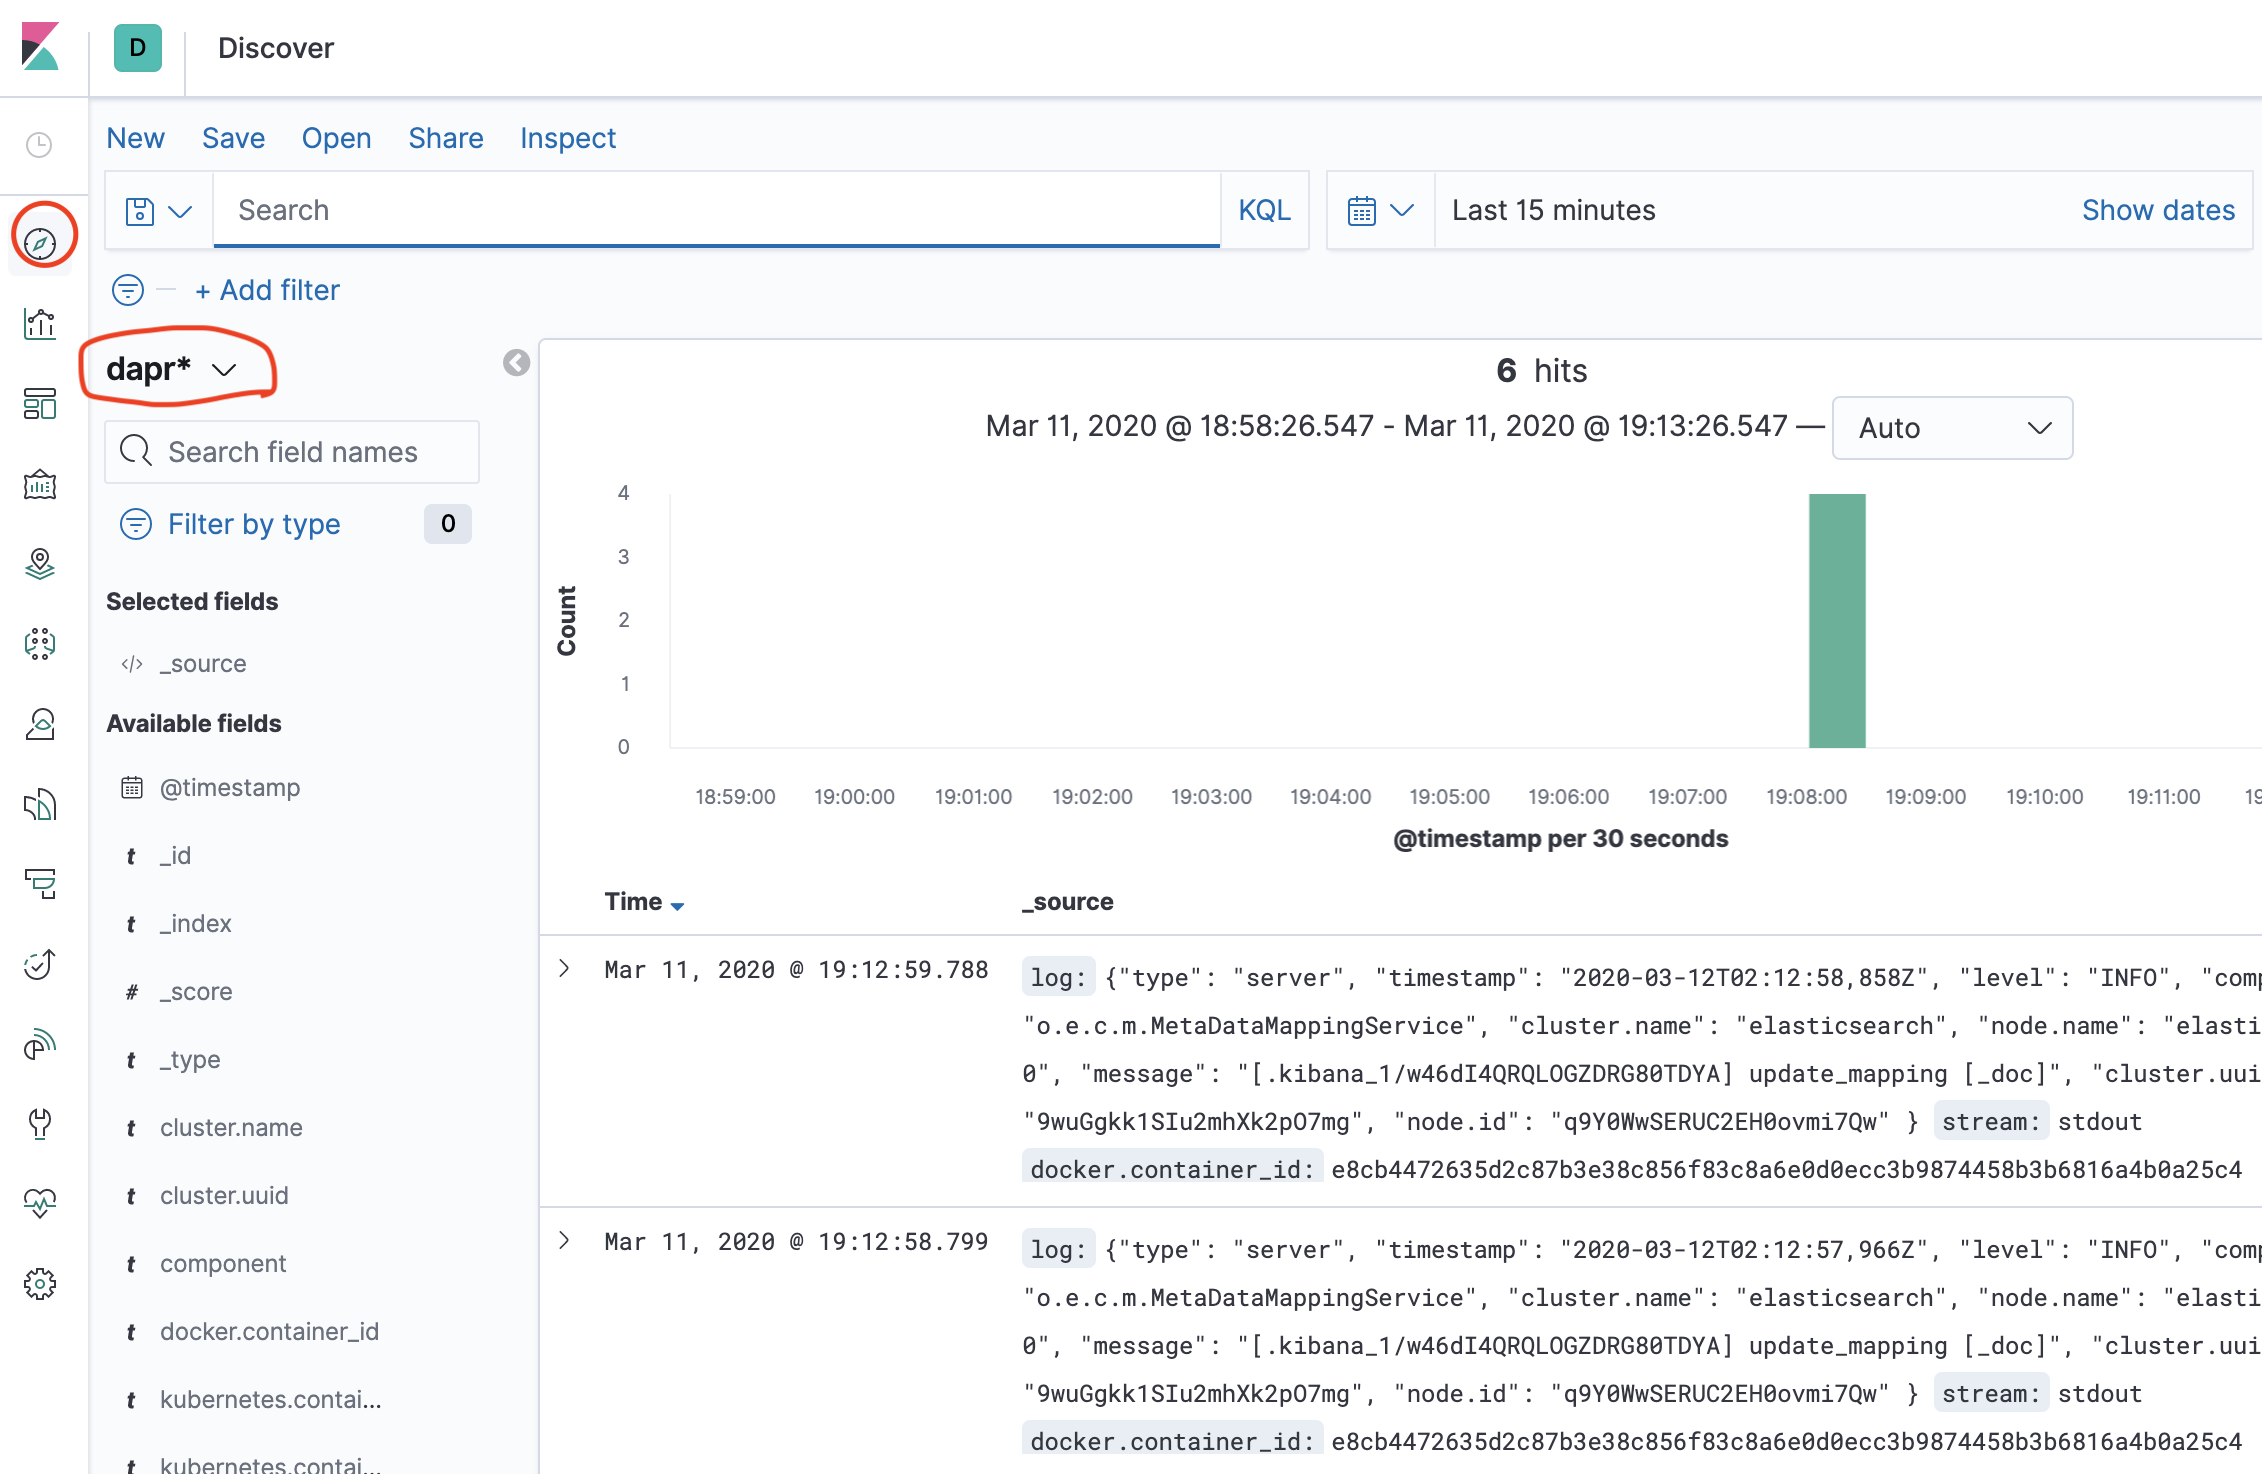 D Discover
New Save Open Share Inspect
Search KQL Last 15 minutes Show dates
+ Add filter
dapr*
Search field names
Filter by type 0
Selected fields
</> _source
Available fields
@timestamp
t _id
t _index
# _score
t _type
t cluster.name
t cluster.uuid
t component
t docker.container_id
t kubernetes.contai...
t kubernetes.contai...
6 hits
Mar 11, 2020 @ 18:58:26.547 - Mar 11, 2020 @ 19:13:26.547 — Auto
4
3
2
1
0
Count
18:59:00 19:00:00 19:01:00 19:02:00 19:03:00 19:04:00 19:05:00 19:06:00 19:07:00 19:08:00 19:09:00 19:10:00 19:11:00 19
@timestamp per 30 seconds
Time _source
Mar 11, 2020 @ 19:12:59.788 log: {"type": "server", "timestamp": "2020-03-12T02:12:58,858Z", "level": "INFO", "comp
"o.e.c.m.MetaDataMappingService", "cluster.name": "elasticsearch", "node.name": "elasti
0", "message": "[.kibana_1/w46dI4QRQLOGZDRG80TDYA] update_mapping [_doc]", "cluster.uui
"9wuGgkk1SIu2mhXk2pO7mg", "node.id": "q9Y0WwSERUC2EH0ovmi7Qw" } stream: stdout
docker.container_id: e8cb4472635d2c87b3e38c856f83c8a6e0d0ecc3b9874458b3b6816a4b0a25c4
Mar 11, 2020 @ 19:12:58.799 log: {"type": "server", "timestamp": "2020-03-12T02:12:57,966Z", "level": "INFO", "comp
"o.e.c.m.MetaDataMappingService", "cluster.name": "elasticsearch", "node.name": "elasti
0", "message": "[.kibana_1/w46dI4QRQLOGZDRG80TDYA] update_mapping [_doc]", "cluster.uui
"9wuGgkk1SIu2mhXk2pO7mg", "node.id": "q9Y0WwSERUC2EH0ovmi7Qw" } stream: stdout
docker.container_id: e8cb4472635d2c87b3e38c856f83c8a6e0d0ecc3b9874458b3b6816a4b0a25c4